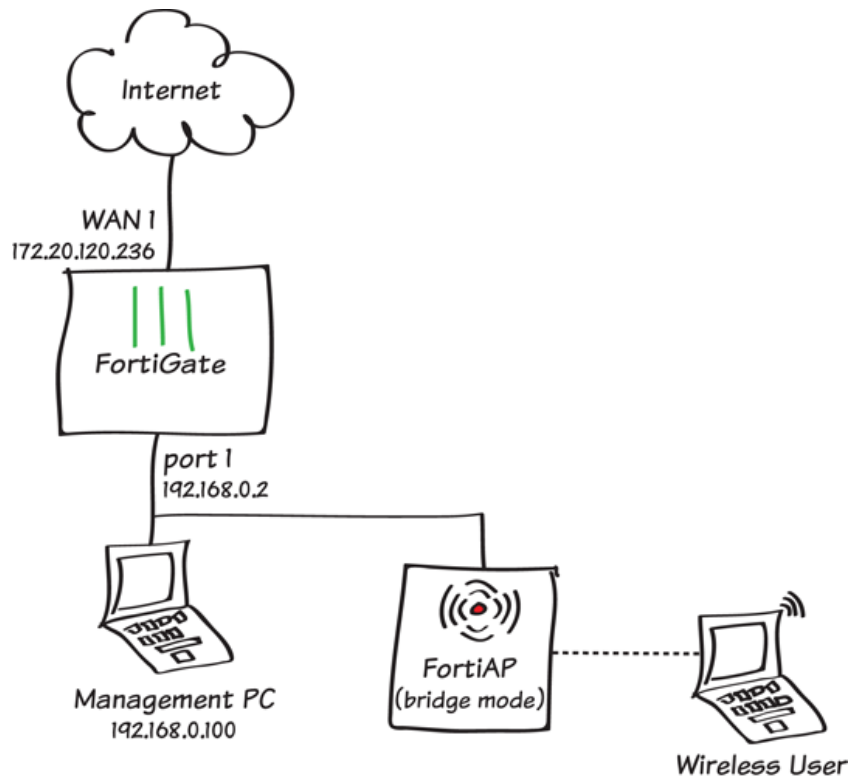 Internet
WAN 1
172.20.120.236
FortiGate
port 1
192.168.0.2
Management PC
192.168.0.100
FortiAP
(bridge mode)
Wireless User